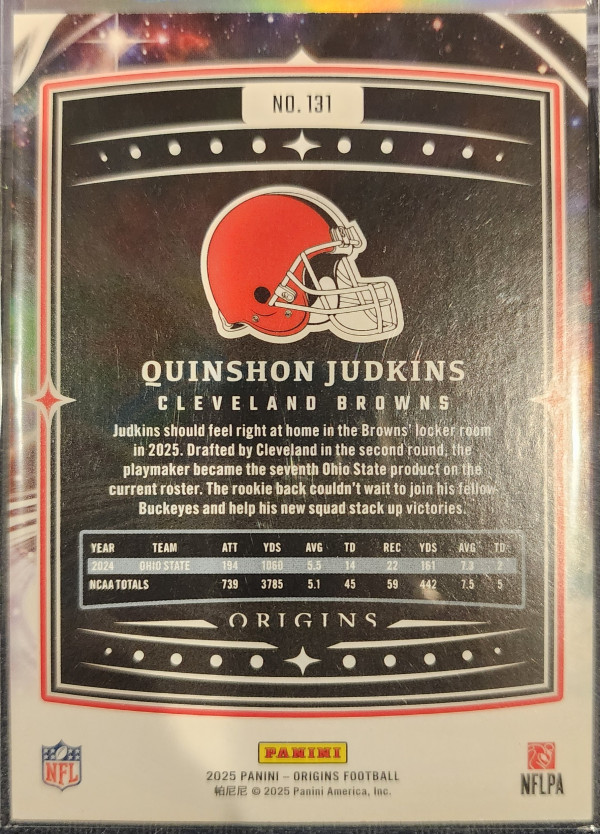 NO. 131
QUINSHON JUDKINS
CLEVELAND BROWNS
Judkins should feel right at home in the Browns' locker room
in 2025. Drafted by Cleveland in the second round, the
playmaker became the seventh Ohio State product on the
current roster. The rookie back couldn't wait to join his fellow
Buckeyes and help his new squad stack up victories.
YEAR TEAM ATT YDS AVG TD REC YDS AVG TD
2024 OHIO STATE 194 1060 5.5 14 22 161 7.3 2
NCAA TOTALS 739 3785 5.1 45 59 442 7.5 5
ORIGINS
PANINI
NFL
2025 PANINI – ORIGINS FOOTBALL
帕尼尼 © 2025 Panini America, Inc.
NFLPA